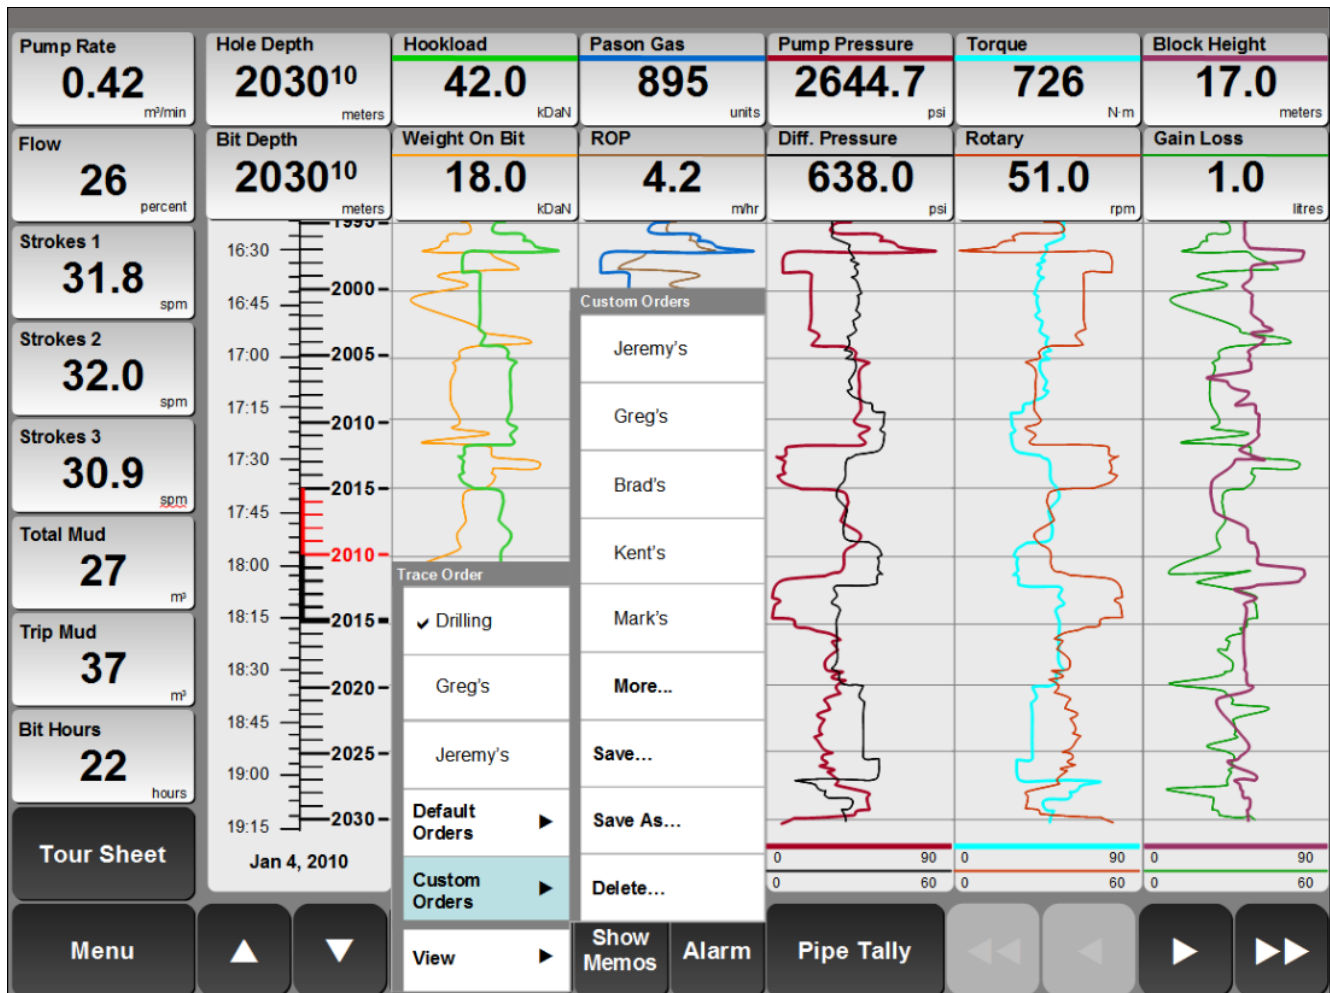 Pump Rate
0.42
m³/min
Hole Depth
2030¹⁰
meters
Hookload
42.0
kDaN
Pason Gas
895
units
Pump Pressure
2644.7
psi
Torque
726
N·m
Block Height
17.0
meters
Flow
26
percent
Bit Depth
2030¹⁰
meters
Weight On Bit
18.0
kDaN
ROP
4.2
m/hr
Diff. Pressure
638.0
psi
Rotary
51.0
rpm
Gain Loss
1.0
litres
Strokes 1
31.8
spm
Strokes 2
32.0
spm
Strokes 3
30.9
spm
Total Mud
27
m³
Trip Mud
37
m³
Bit Hours
22
hours
Tour Sheet
1995
16:30
2000
16:45
17:00
2005
17:15
2010
17:30
2015
17:45
2010
18:00
18:15
2015
18:30
2020
18:45
2025
19:00
2030
19:15
Jan 4, 2010
Trace Order
✔ Drilling
Greg's
Jeremy's
Default
Orders ▶
Custom
Orders ▶
View ▶
Custom Orders
Jeremy's
Greg's
Brad's
Kent's
Mark's
More...
Save...
Save As...
Delete...
0 90
0 60
0 90
0 60
0 90
0 60
Menu
Show
Memos
Alarm
Pipe Tally